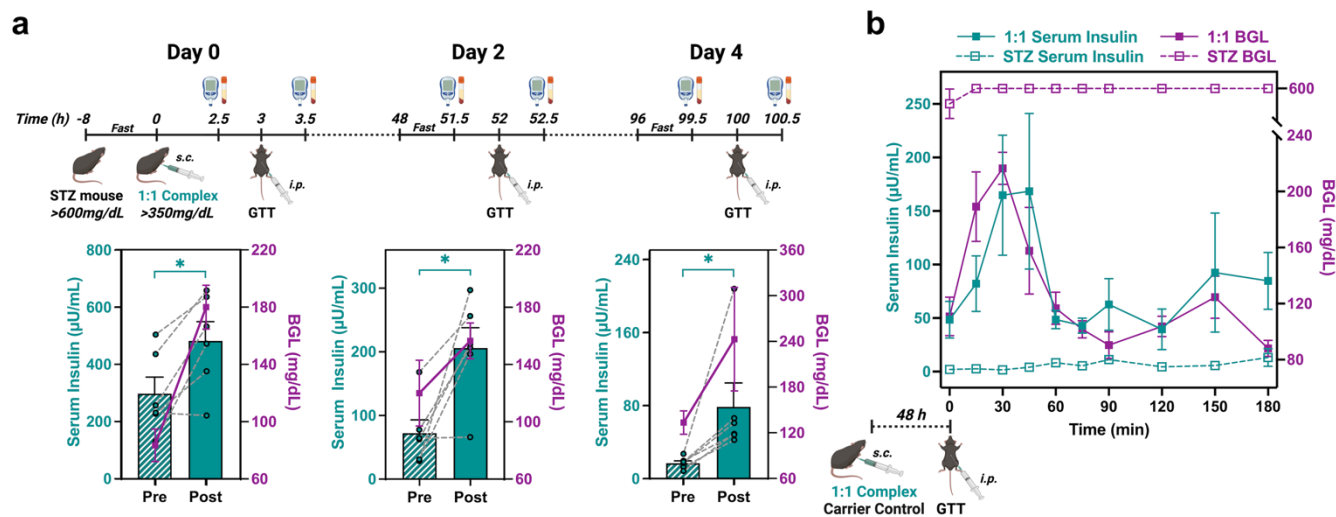 a
Day 0
Day 2
Day 4
Time (h)
-8
Fast
0
2.5
3
3.5
48
Fast
51.5
52
52.5
96
Fast
99.5
100
100.5
s.c.
i.p.
i.p.
i.p.
STZ mouse
>600mg/dL
1:1 Complex
>350mg/dL
GTT
GTT
GTT
Serum Insulin (µU/mL)
800
600
400
200
0
*
220
180
140
100
60
BGL (mg/dL)
Pre
Post
Serum Insulin (µU/mL)
300
200
100
0
*
220
180
140
100
60
BGL (mg/dL)
Pre
Post
Serum Insulin (µU/mL)
240
160
80
0
*
360
310
260
210
160
110
60
BGL (mg/dL)
Pre
Post
b
1:1 Serum Insulin
1:1 BGL
STZ Serum Insulin
STZ BGL
Serum Insulin (µU/mL)
250
200
150
100
50
0
600
240
200
160
120
80
BGL (mg/dL)
0
30
60
90
120
150
180
Time (min)
48 h
s.c.
i.p.
1:1 Complex
Carrier Control
GTT